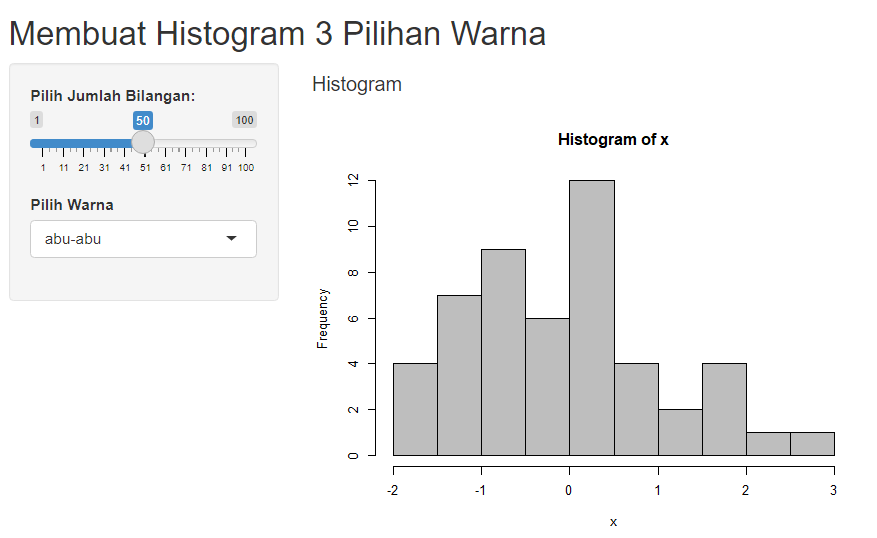 Membuat Histogram 3 Pilihan Warna
Pilih Jumlah Bilangan:
1 50 100
1 11 21 31 41 51 61 71 81 91 100
Pilih Warna
abu-abu
Histogram
Histogram of x
Frequency
12
10
8
6
4
2
0
-2 -1 0 1 2 3
x